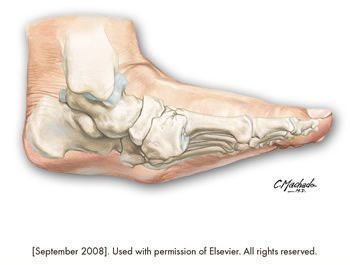 C.Machado
M.D.
[September 2008]. Used with permission of Elsevier. All rights reserved.